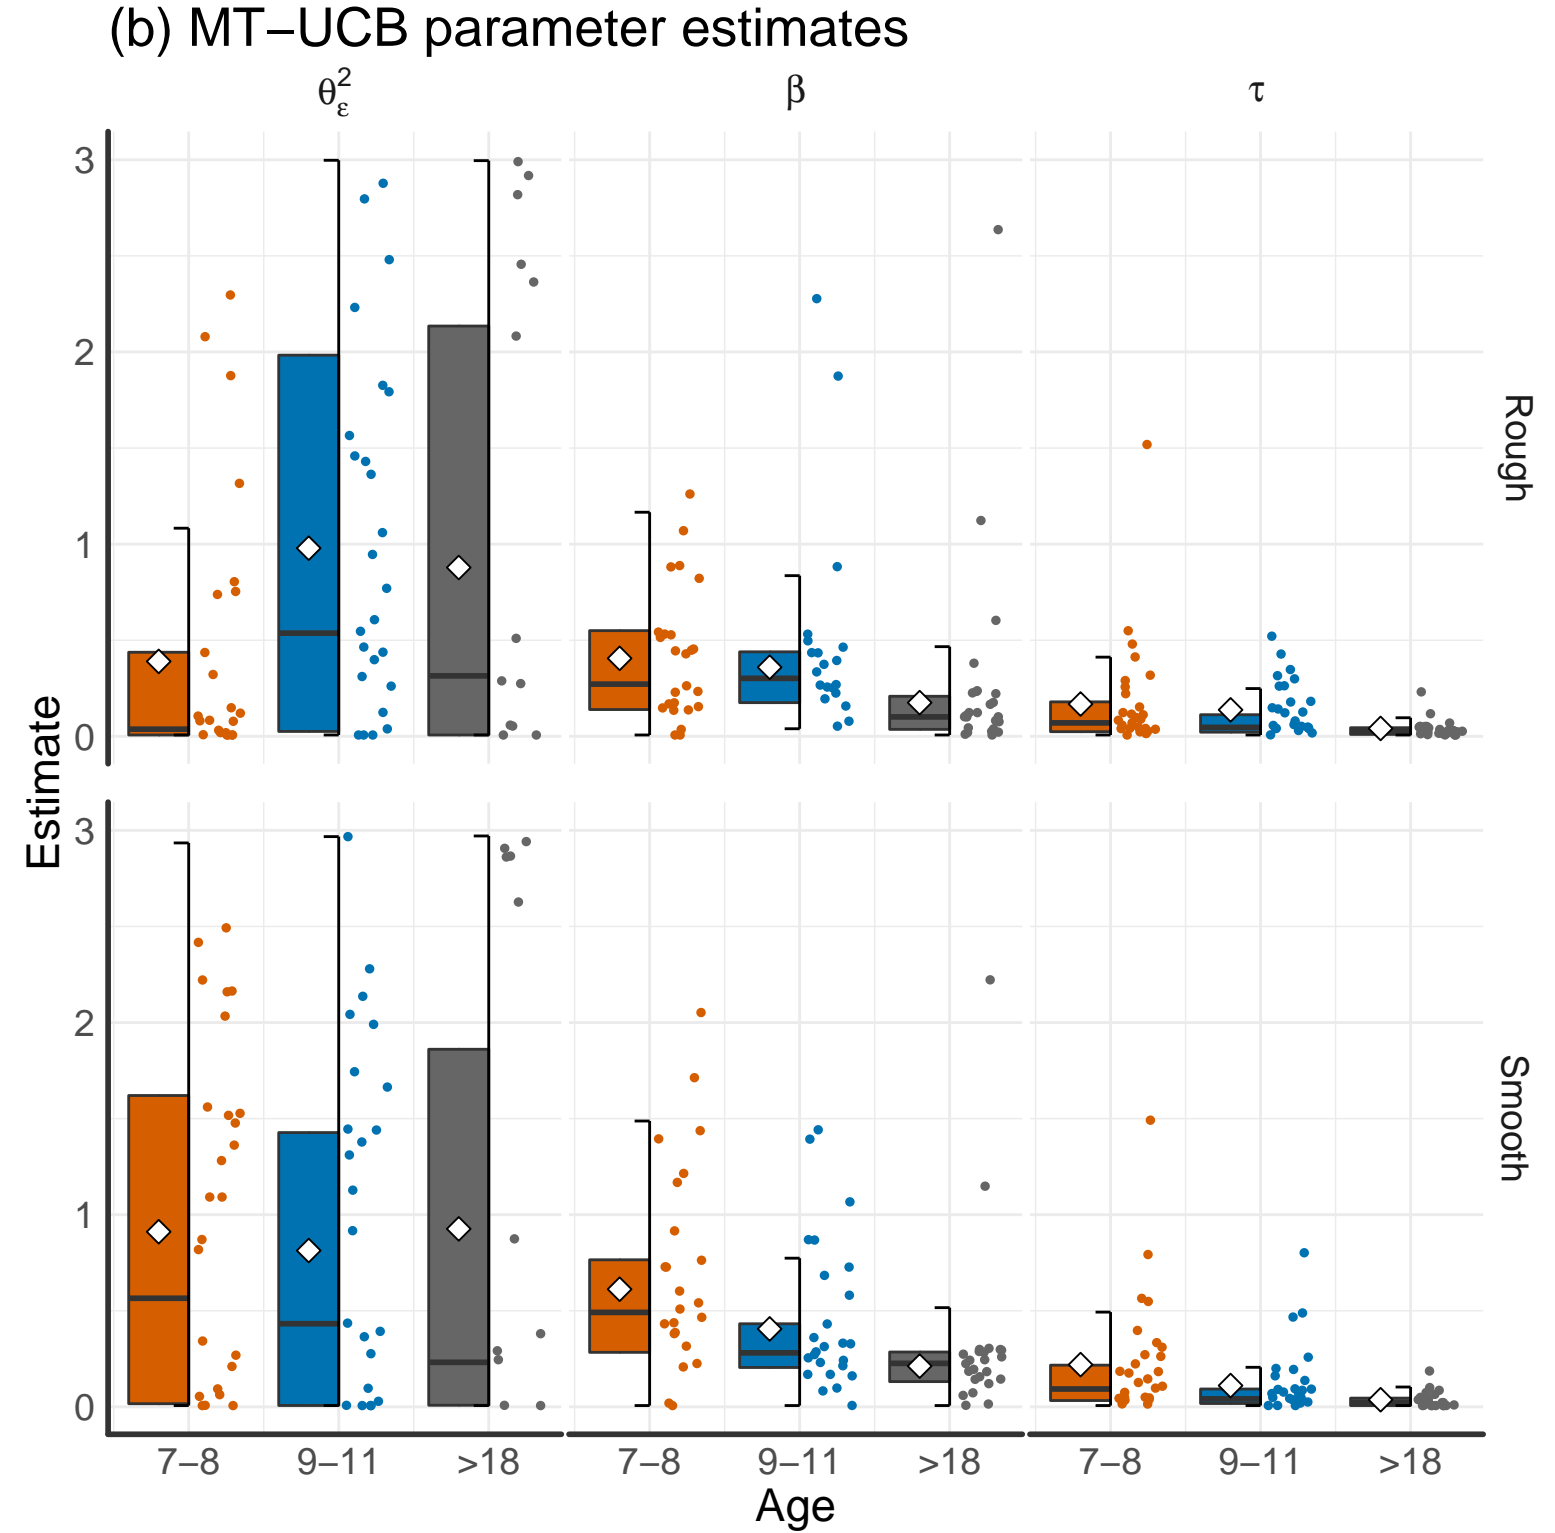 (b) MT−UCB parameter estimates
θ²ε β τ
3
2
1
0
Rough
3
2
1
0
Smooth
Estimate
7−8 9−11 >18 7−8 9−11 >18 7−8 9−11 >18
Age